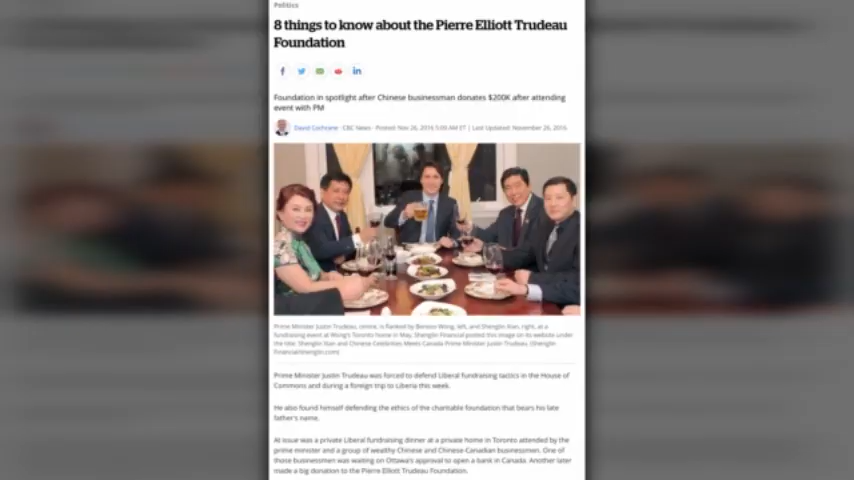 Politics
8 things to know about the Pierre Elliott Trudeau
Foundation
Foundation in spotlight after Chinese businessman donates $200K after attending
event with PM
David Cochrane · CBC News · Posted: Nov 26, 2016 5:00 AM ET | Last Updated: November 26, 2016
Prime Minister Justin Trudeau, centre, is flanked by Benson Wong, left, and Shenglin Xian, right, at a
fundraising event at Wong's Toronto home in May. Shenglin Financial posted this image on its website under
the title: Shenglin Xian and Chinese Celebrities Meets Canada Prime Minister Justin Trudeau. (Shenglin
Financial/shenglin.com)
Prime Minister Justin Trudeau was forced to defend Liberal fundraising tactics in the House of
Commons and during a foreign trip to Liberia this week.
He also found himself defending the ethics of the charitable foundation that bears his late
father's name.
At issue was a private Liberal fundraising dinner at a private home in Toronto attended by the
prime minister and a group of wealthy Chinese and Chinese-Canadian businessmen. One of
those businessmen was waiting on Ottawa's approval to open a bank in Canada. Another later
made a big donation to the Pierre Elliott Trudeau Foundation.